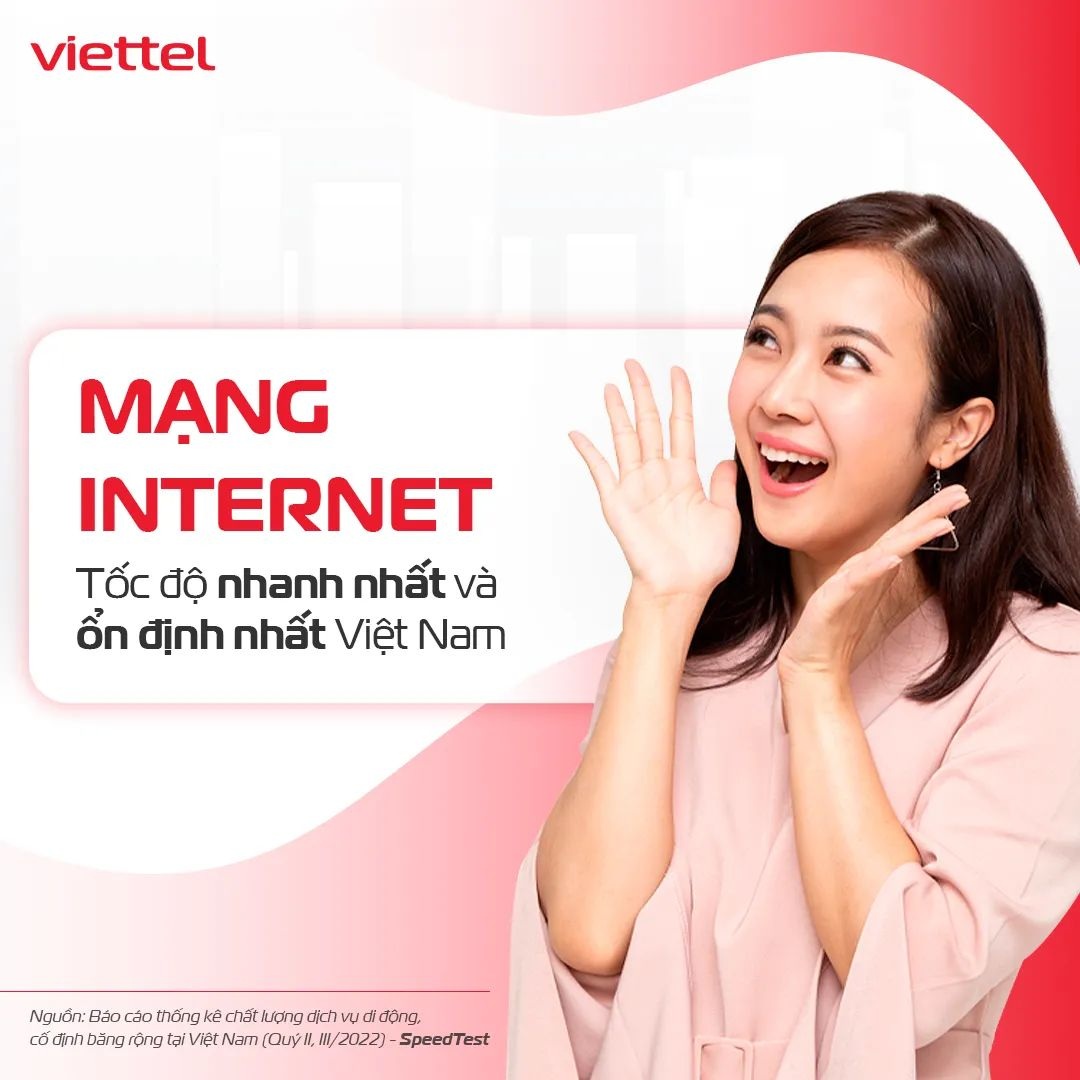 viettel
MẠNG
INTERNET
Tốc độ nhanh nhất và
ổn định nhất Việt Nam
Nguồn: Báo cáo thống kê chất lượng dịch vụ di động,
cố định băng rộng tại Việt Nam (Quý II, III/2022) - SpeedTest